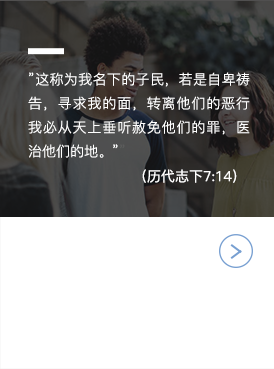 ”这称为我名下的子民，若是自卑祷
告，寻求我的面，转离他们的恶行
我必从天上垂听赦免他们的罪，医
治他们的地。”
（历代志下7:14）